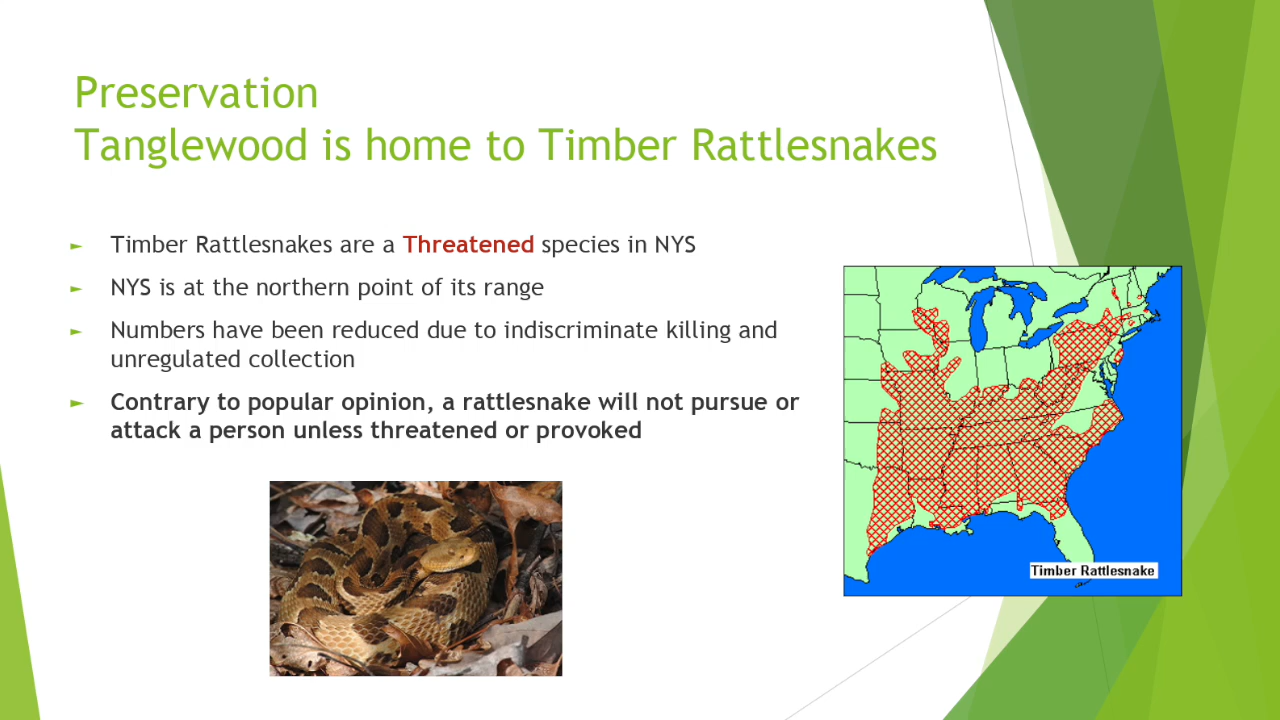 Preservation
Tanglewood is home to Timber Rattlesnakes
► Timber Rattlesnakes are a Threatened species in NYS
► NYS is at the northern point of its range
► Numbers have been reduced due to indiscriminate killing and
unregulated collection
► Contrary to popular opinion, a rattlesnake will not pursue or
attack a person unless threatened or provoked
Timber Rattlesnake